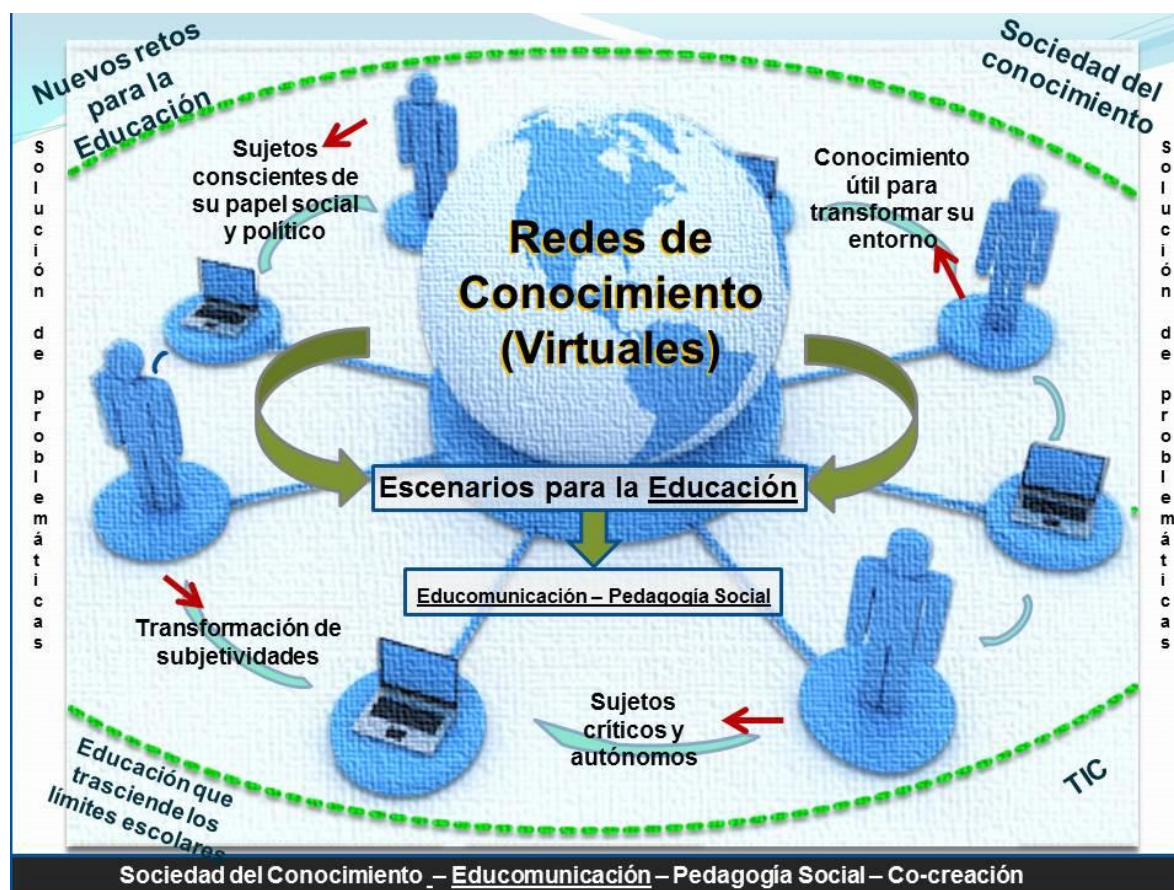 Nuevos retos
para la
Educación
Sociedad del
conocimiento
Solución de problemáticas
Sujetos
conscientes de
su papel social
y político
Conocimiento
útil para
transformar su
entorno
Solución de problemáticas
Redes de
Conocimiento
(Virtuales)
Escenarios para la Educación
Educomunicación – Pedagogía Social
Transformación de
subjetividades
Sujetos
críticos y
autónomos
Educación que
trasciende los
límites escolares
TIC
Sociedad del Conocimiento – Educomunicación – Pedagogía Social – Co-creación